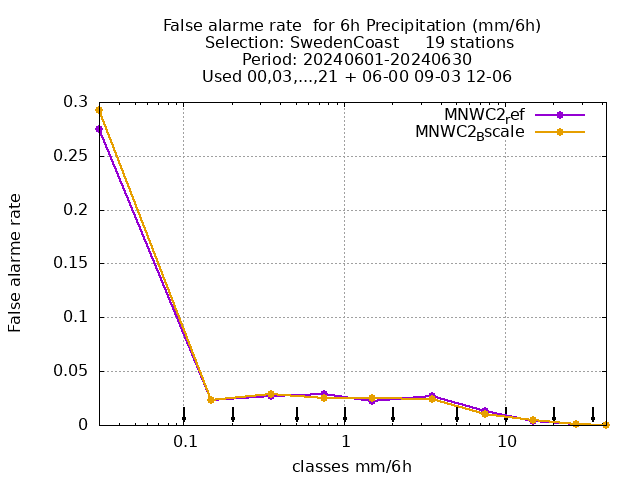 False alarme rate  for 6h Precipitation (mm/6h)
Selection: SwedenCoast     19 stations
Period: 20240601-20240630
Used 00,03,...,21 + 06-00 09-03 12-06
MNWC2ref
MNWC2Bscale
0.3
0.25
0.2
0.15
0.1
0.05
0
False alarme rate
0.1
1
10
classes mm/6h